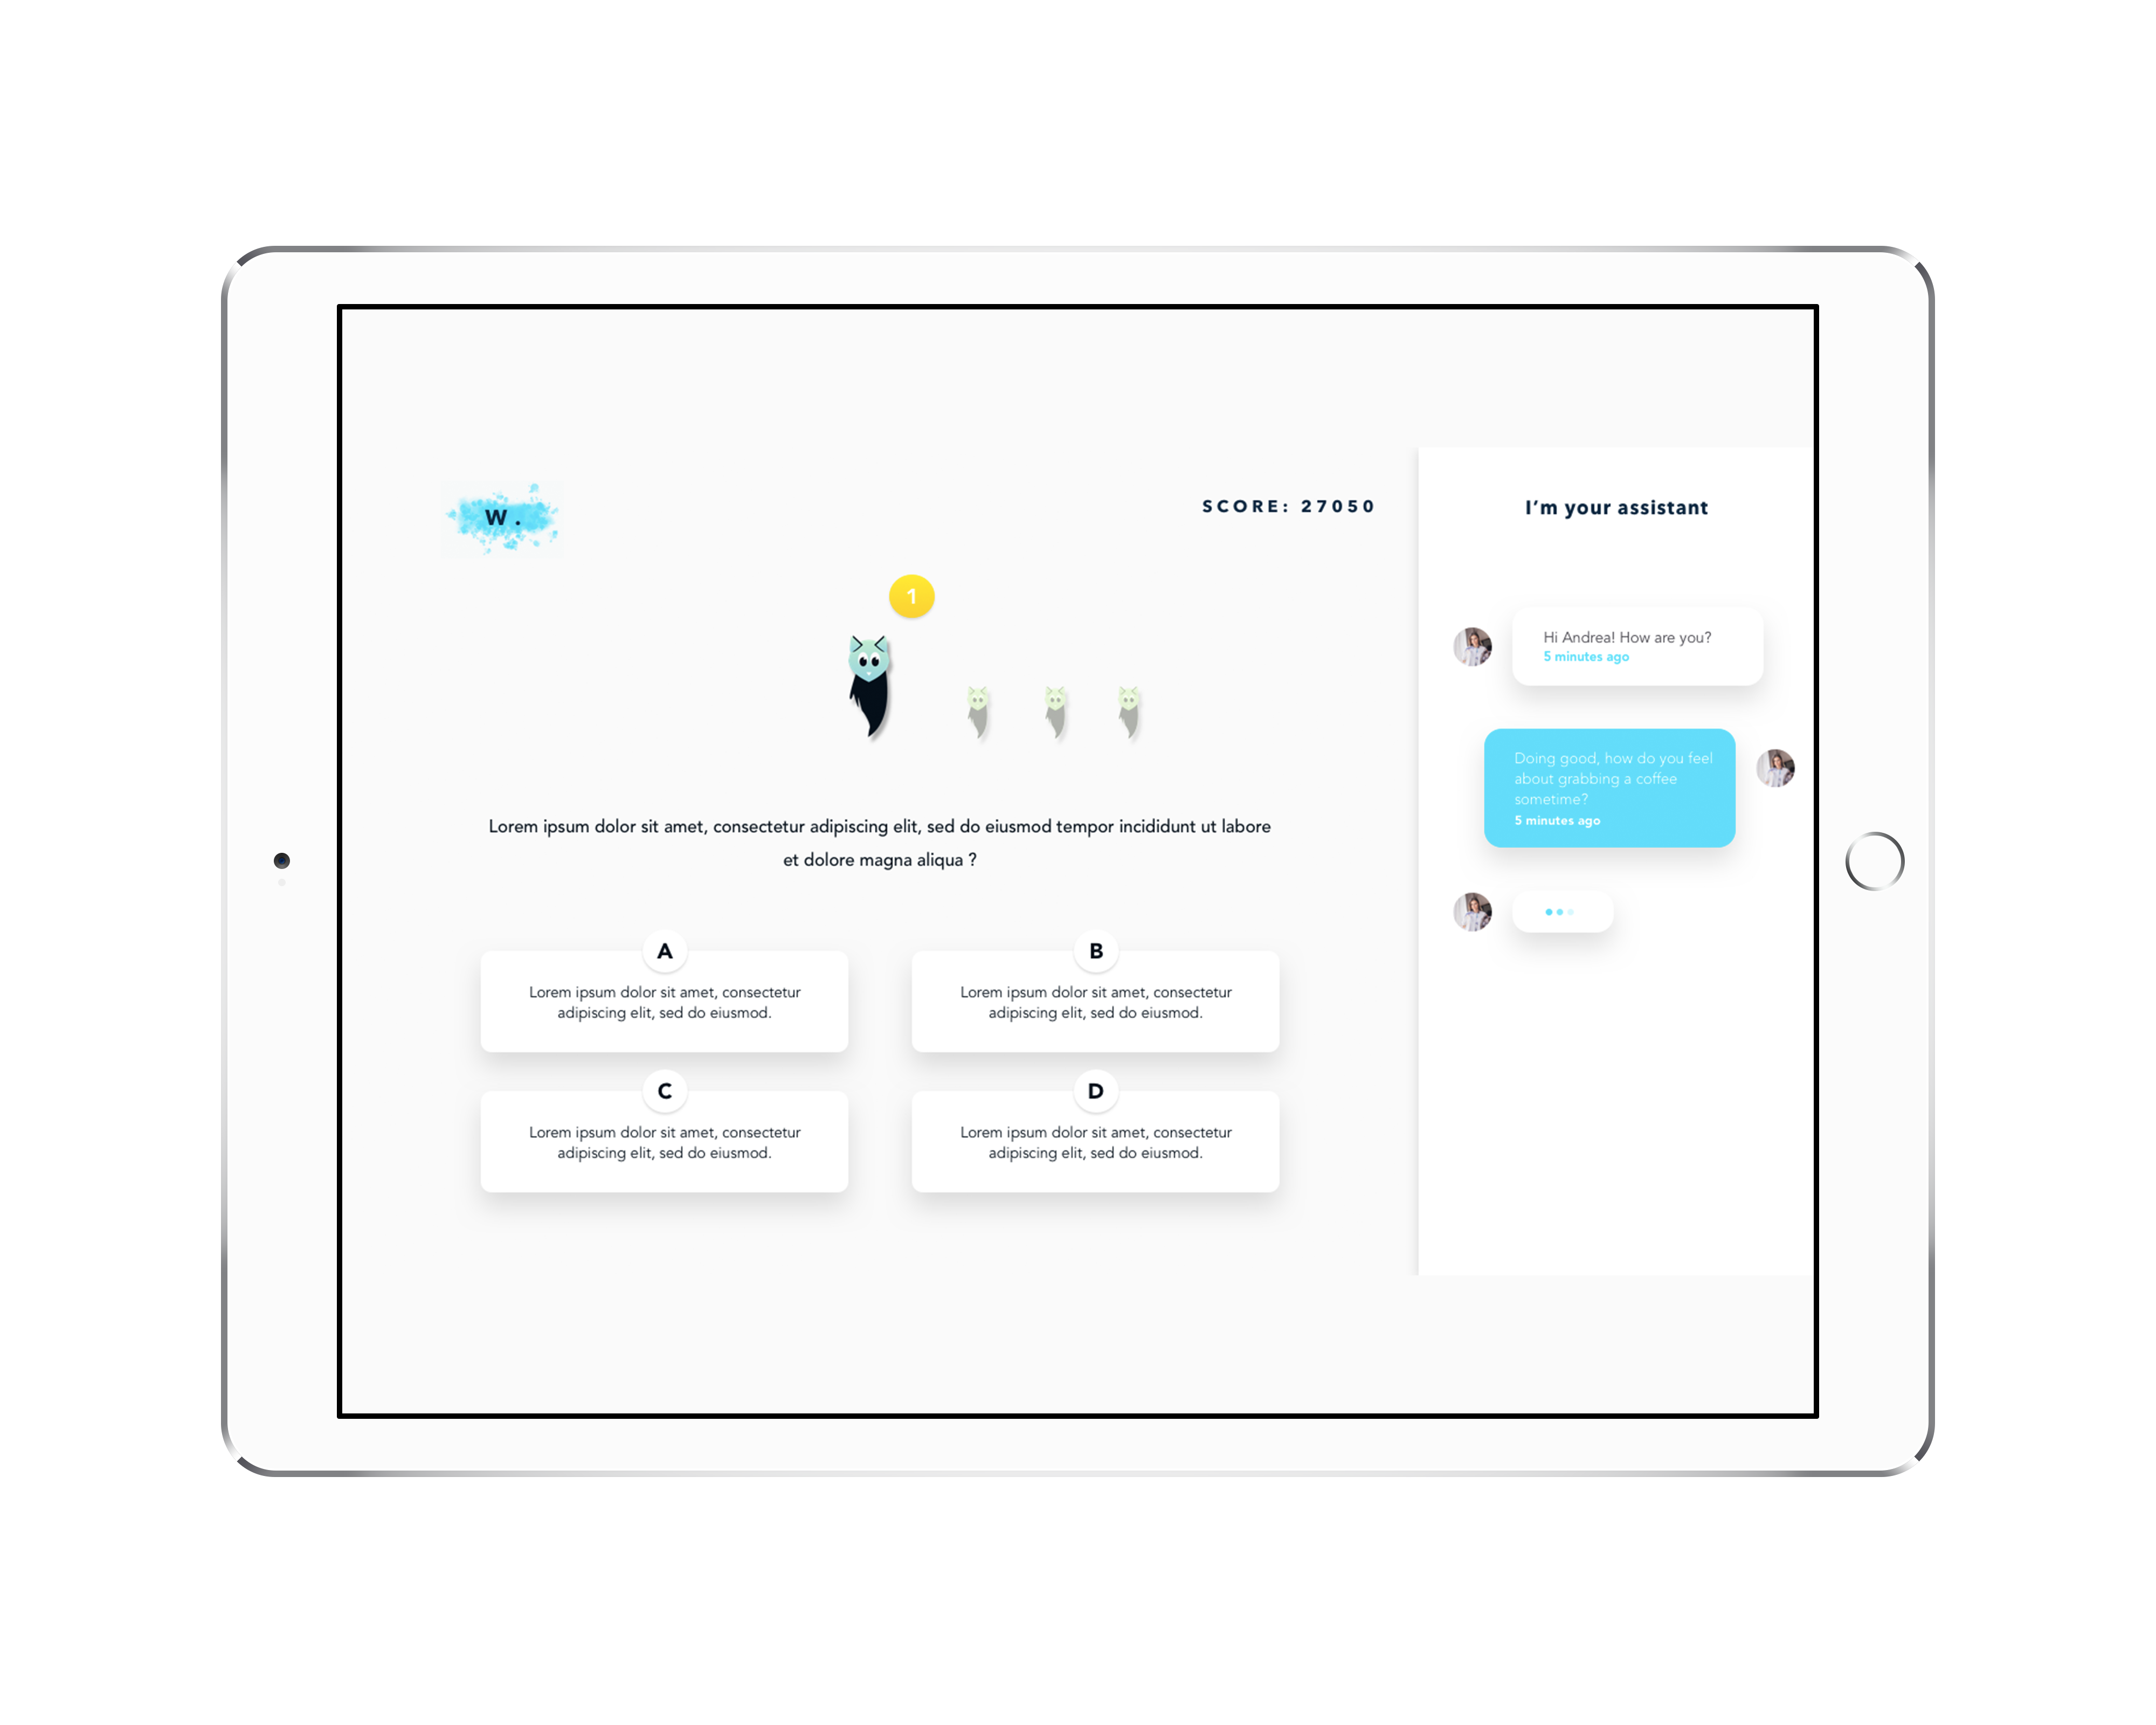 W .
SCORE: 27050
1
Lorem ipsum dolor sit amet, consectetur adipiscing elit, sed do eiusmod tempor incididunt ut labore
et dolore magna aliqua ?
A
Lorem ipsum dolor sit amet, consectetur
adipiscing elit, sed do eiusmod.
B
Lorem ipsum dolor sit amet, consectetur
adipiscing elit, sed do eiusmod.
C
Lorem ipsum dolor sit amet, consectetur
adipiscing elit, sed do eiusmod.
D
Lorem ipsum dolor sit amet, consectetur
adipiscing elit, sed do eiusmod.
I’m your assistant
Hi Andrea! How are you?
5 minutes ago
Doing good, how do you feel
about grabbing a coffee
sometime?
5 minutes ago